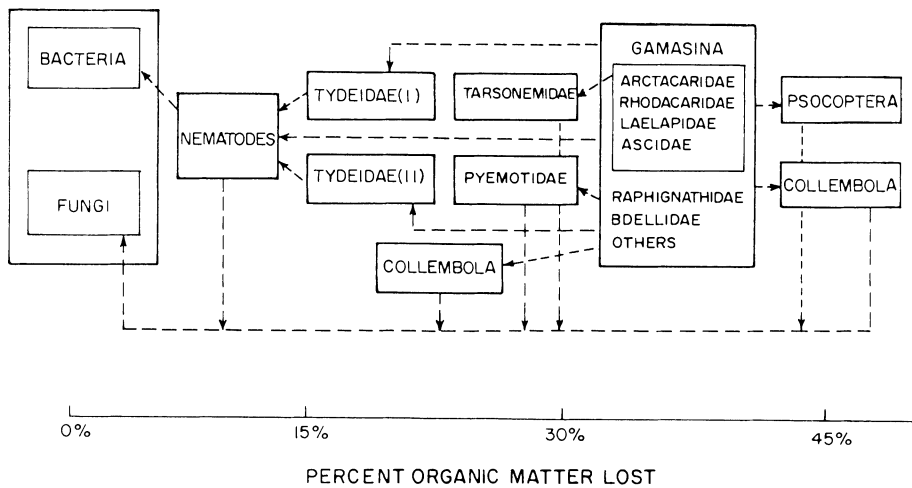 BACTERIA
FUNGI
NEMATODES
TYDEIDAE(I)
TYDEIDAE(II)
COLLEMBOLA
TARSONEMIDAE
PYEMOTIDAE
GAMASINA
ARCTACARIDAE
RHODACARIDAE
LAELAPIDAE
ASCIDAE
RAPHIGNATHIDAE
BDELLIDAE
OTHERS
PSOCOPTERA
COLLEMBOLA
0%
15%
30%
45%
PERCENT ORGANIC MATTER LOST